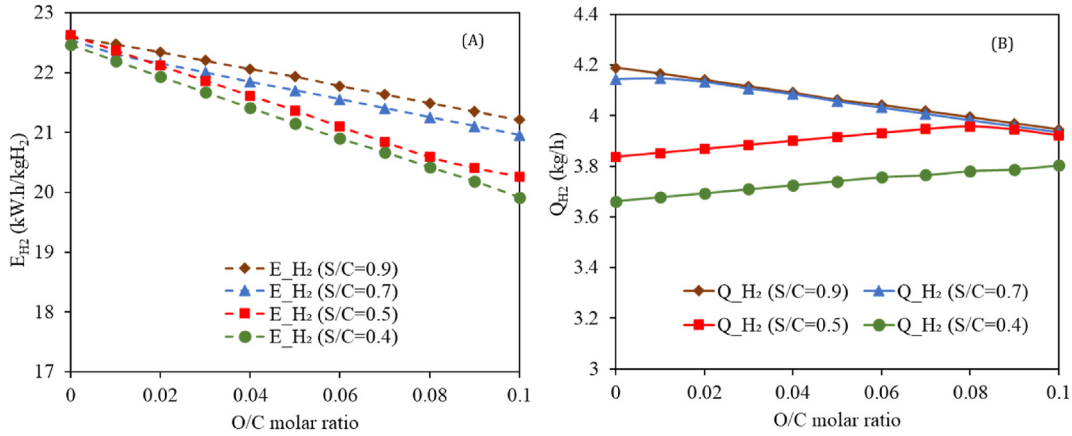 (A)
23
22
21
20
19
18
17
E_H2 (kW.h/kgH₂)
E_H₂ (S/C=0.9)
E_H₂ (S/C=0.7)
E_H₂ (S/C=0.5)
E_H₂ (S/C=0.4)
0 0.02 0.04 0.06 0.08 0.1
O/C molar ratio
(B)
4.4
4.2
4
3.8
3.6
3.4
3.2
3
Q_H2 (kg/h)
Q_H₂ (S/C=0.9) Q_H₂ (S/C=0.7)
Q_H₂ (S/C=0.5) Q_H₂ (S/C=0.4)
0 0.02 0.04 0.06 0.08 0.1
O/C molar ratio